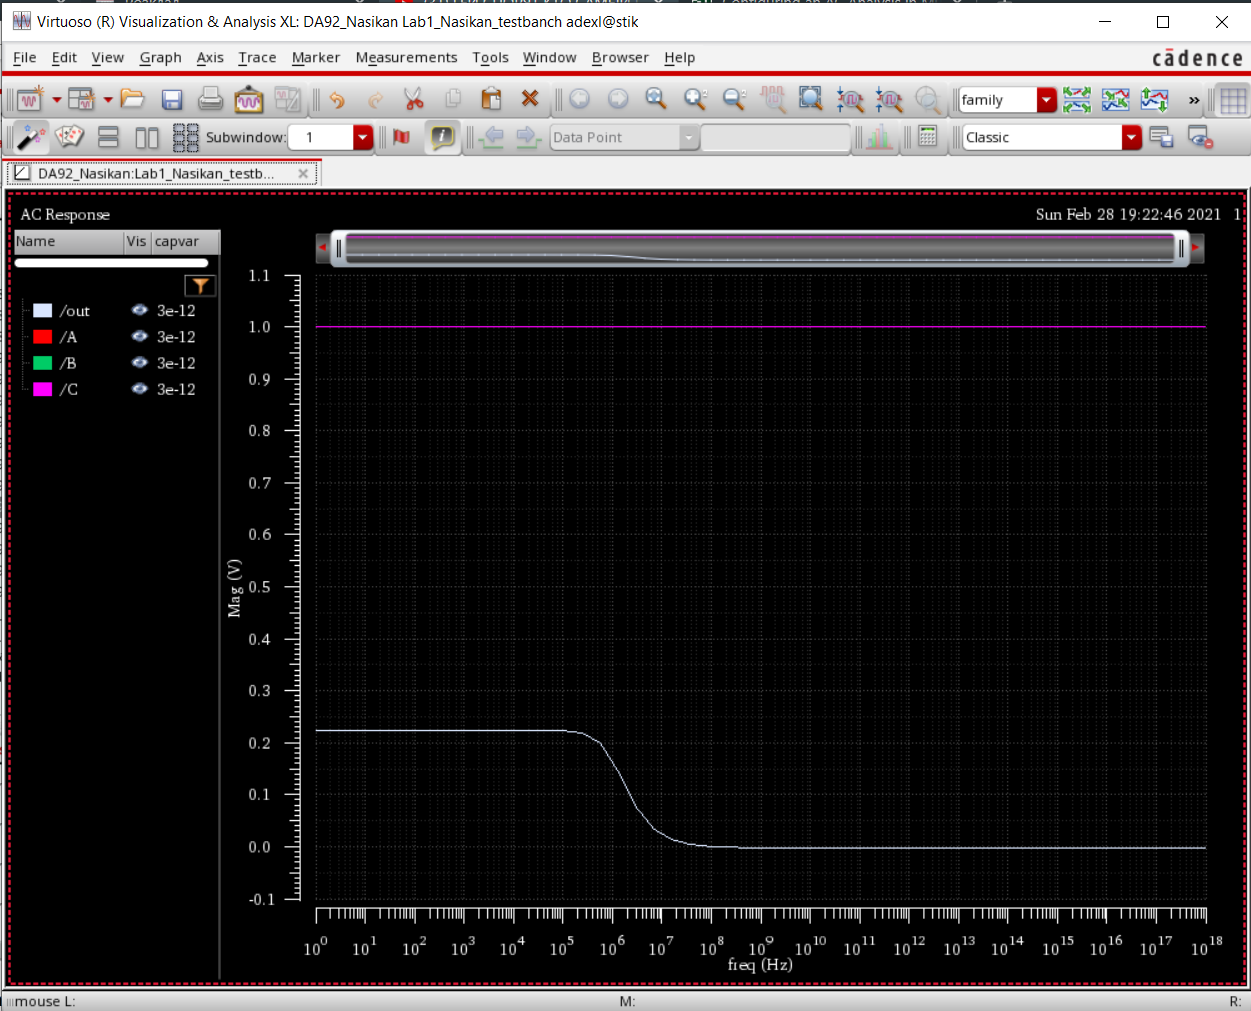 Virtuoso (R) Visualization & Analysis XL: DA92_Nasikan Lab1_Nasikan_testbanch adexl@stik
File Edit View Graph Axis Trace Marker Measurements Tools Window Browser Help
cādence
family
»
Subwindow: 1
Data Point
Classic
DA92_Nasikan:Lab1_Nasikan_testb...
AC Response
Sun Feb 28 19:22:46 2021 1
Name Vis capvar
/out 3e-12
/A 3e-12
/B 3e-12
/C 3e-12
1.1
1.0
0.9
0.8
0.7
0.6
0.5
0.4
0.3
0.2
0.1
0.0
-0.1
Mag (V)
10⁰ 10¹ 10² 10³ 10⁴ 10⁵ 10⁶ 10⁷ 10⁸ 10⁹ 10¹⁰ 10¹¹ 10¹² 10¹³ 10¹⁴ 10¹⁵ 10¹⁶ 10¹⁷ 10¹⁸
freq (Hz)
mouse L: M: R: